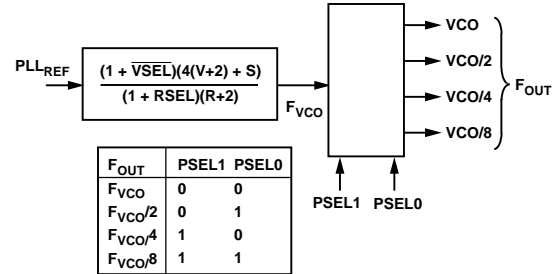 PLL_REF
(1 + V̅S̅E̅L̅)(4(V+2) + S)
(1 + RSEL)(R+2)
F_VCO
VCO
VCO/2
VCO/4
VCO/8
F_OUT
PSEL1 PSEL0
F_OUT PSEL1 PSEL0
F_VCO 0 0
F_VCO/2 0 1
F_VCO/4 1 0
F_VCO/8 1 1